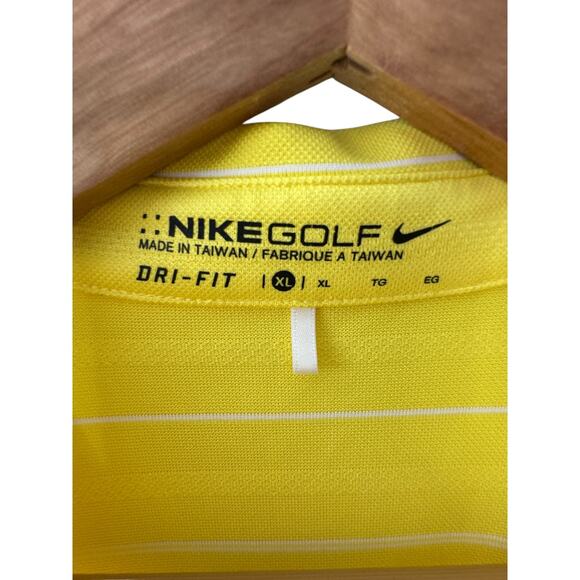 NIKEGOLF
MADE IN TAIWAN / FABRIQUE A TAIWAN
DRI-FIT | XL | XL TG EG